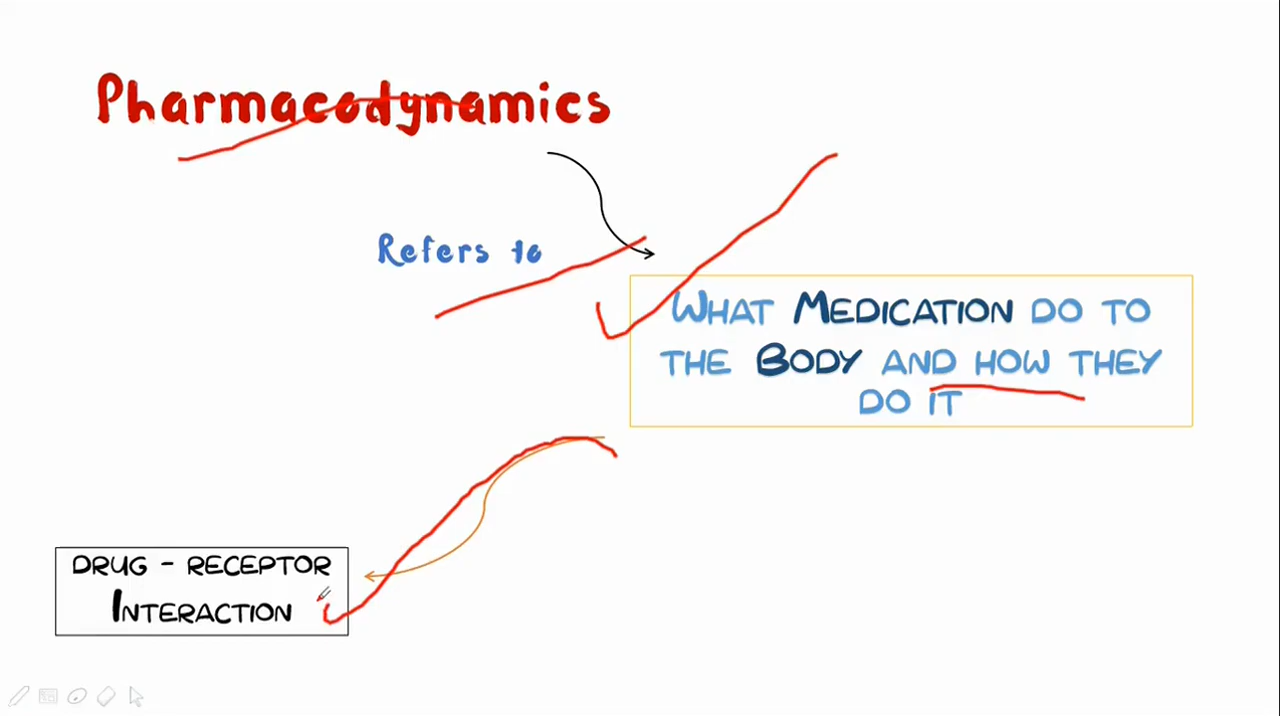 Pharmacodynamics
Refers to
WHAT MEDICATION DO TO
THE BODY AND HOW THEY
DO IT
DRUG - RECEPTOR
INTERACTION